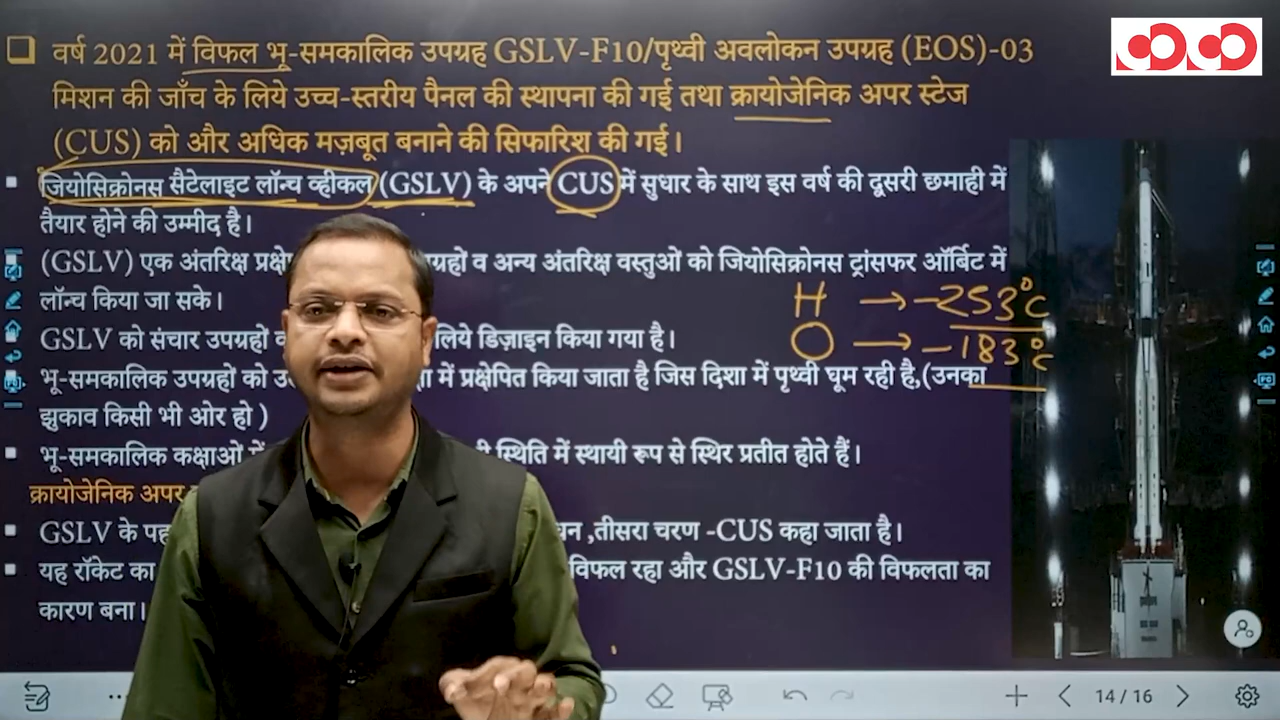 वर्ष 2021 में विफल भू-समकालिक उपग्रह GSLV-F10/पृथ्वी अवलोकन उपग्रह (EOS)-03
मिशन की जाँच के लिये उच्च-स्तरीय पैनल की स्थापना की गई तथा क्रायोजेनिक अपर स्टेज
(CUS) को और अधिक मज़बूत बनाने की सिफारिश की गई।
जियोसिक्रोनस सैटेलाइट लॉन्च व्हीकल (GSLV) के अपने CUS में सुधार के साथ इस वर्ष की दूसरी छमाही में
तैयार होने की उम्मीद है।
(GSLV) एक अंतरिक्ष ग्रहों व अन्य अंतरिक्ष वस्तुओं को जियोसिक्रोनस ट्रांसफर ऑर्बिट में
लॉन्च किया जा सके।
H → -253°C
O → -183°C
GSLV को संचार उपग्रहों लिये डिज़ाइन किया गया है।
भू-समकालिक उपग्रहों को में प्रक्षेपित किया जाता है जिस दिशा में पृथ्वी घूम रही है,(उनका
झुकाव किसी भी ओर हो )
भू-समकालिक कक्षाओं स्थिति में स्थायी रूप से स्थिर प्रतीत होते हैं।
क्रायोजेनिक अपर
GSLV के ,तीसरा चरण -CUS कहा जाता है।
यह रॉकेट का विफल रहा और GSLV-F10 की विफलता का
कारण बना।
14 / 16